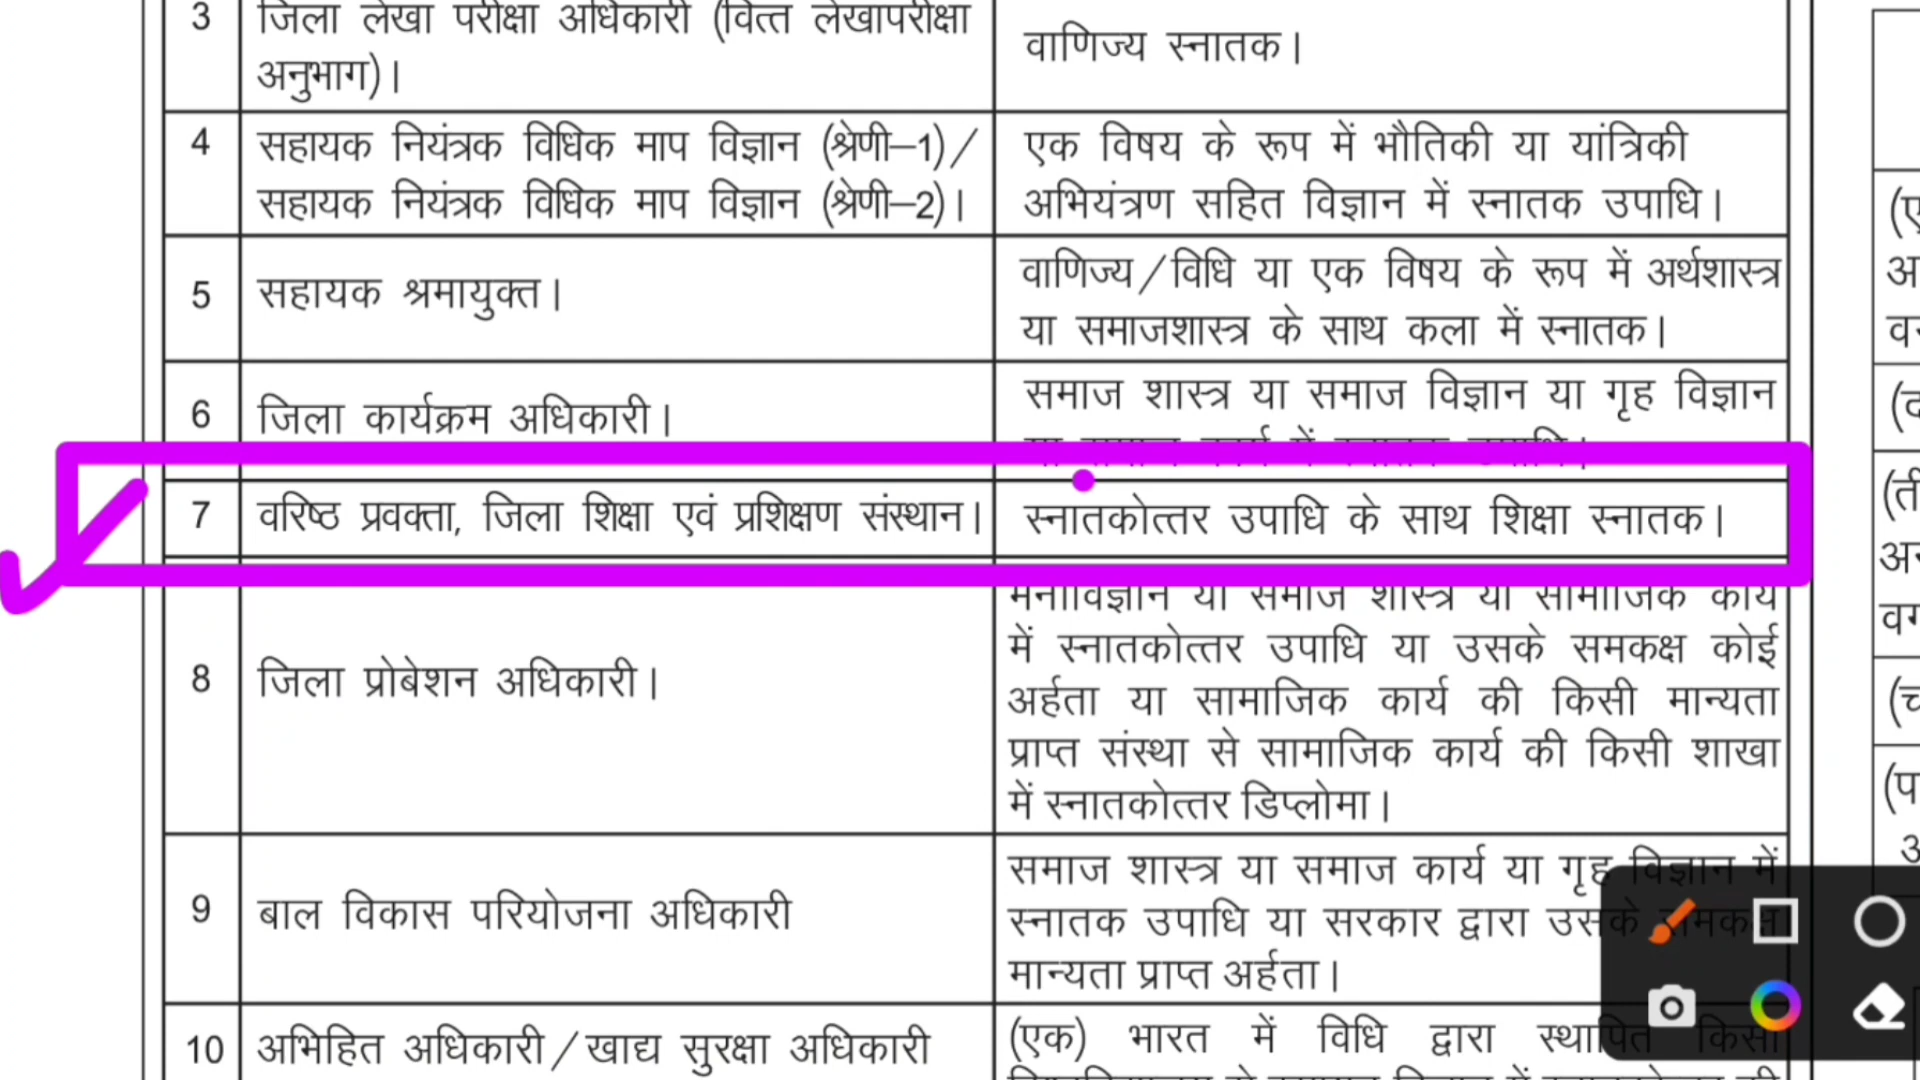 3
जिला लेखा परीक्षा अधिकारी (वित्त लेखापरीक्षा
अनुभाग)।
वाणिज्य स्नातक।
4
सहायक नियंत्रक विधिक माप विज्ञान (श्रेणी–1)/
सहायक नियंत्रक विधिक माप विज्ञान (श्रेणी–2)।
एक विषय के रूप में भौतिकी या यांत्रिकी
अभियंत्रण सहित विज्ञान में स्नातक उपाधि।
5
सहायक श्रमायुक्त।
वाणिज्य/विधि या एक विषय के रूप में अर्थशास्त्र
या समाजशास्त्र के साथ कला में स्नातक।
6
जिला कार्यक्रम अधिकारी।
समाज शास्त्र या समाज विज्ञान या गृह विज्ञान
7
वरिष्ठ प्रवक्ता, जिला शिक्षा एवं प्रशिक्षण संस्थान।
स्नातकोत्तर उपाधि के साथ शिक्षा स्नातक।
8
जिला प्रोबेशन अधिकारी।
मनोविज्ञान या समाज शास्त्र या सामाजिक कार्य
में स्नातकोत्तर उपाधि या उसके समकक्ष कोई
अर्हता या सामाजिक कार्य की किसी मान्यता
प्राप्त संस्था से सामाजिक कार्य की किसी शाखा
में स्नातकोत्तर डिप्लोमा।
9
बाल विकास परियोजना अधिकारी
समाज शास्त्र या समाज कार्य या गृह विज्ञान में
स्नातक उपाधि या सरकार द्वारा उसके समकक्ष
मान्यता प्राप्त अर्हता।
10
अभिहित अधिकारी/खाद्य सुरक्षा अधिकारी
(एक) भारत में विधि द्वारा स्थापित किसी